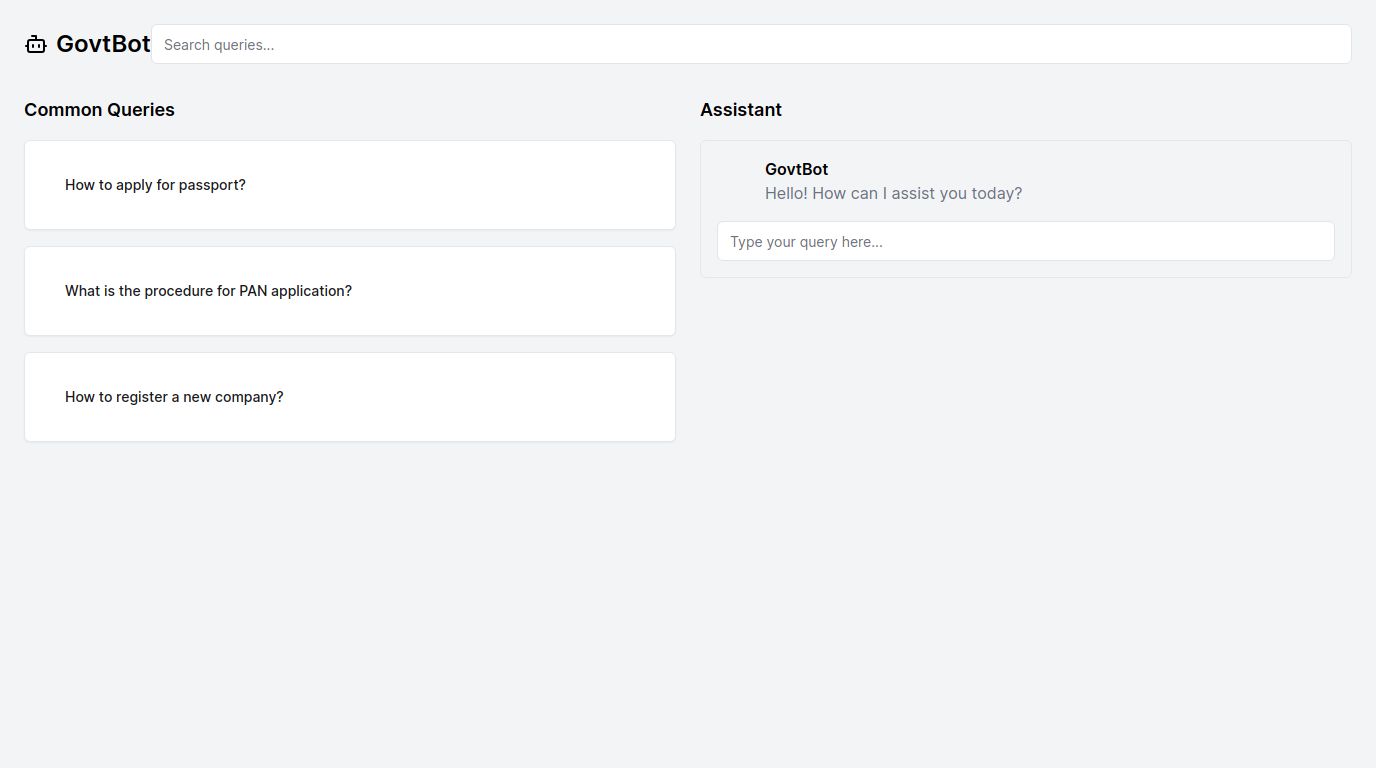 GovtBot
Search queries...
Common Queries
How to apply for passport?
What is the procedure for PAN application?
How to register a new company?
Assistant
GovtBot
Hello! How can I assist you today?
Type your query here...